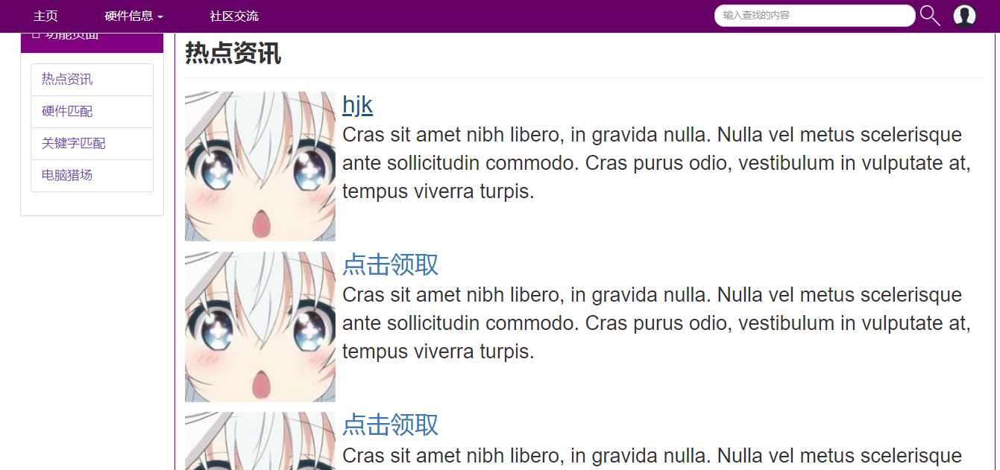 主页
硬件信息
社区交流
输入查找的内容
功能页面
热点资讯
硬件匹配
关键字匹配
电脑猎场
热点资讯
hjk
Cras sit amet nibh libero, in gravida nulla. Nulla vel metus scelerisque
ante sollicitudin commodo. Cras purus odio, vestibulum in vulputate at,
tempus viverra turpis.
点击领取
Cras sit amet nibh libero, in gravida nulla. Nulla vel metus scelerisque
ante sollicitudin commodo. Cras purus odio, vestibulum in vulputate at,
tempus viverra turpis.
点击领取
Cras sit amet nibh libero, in gravida nulla. Nulla vel metus scelerisque